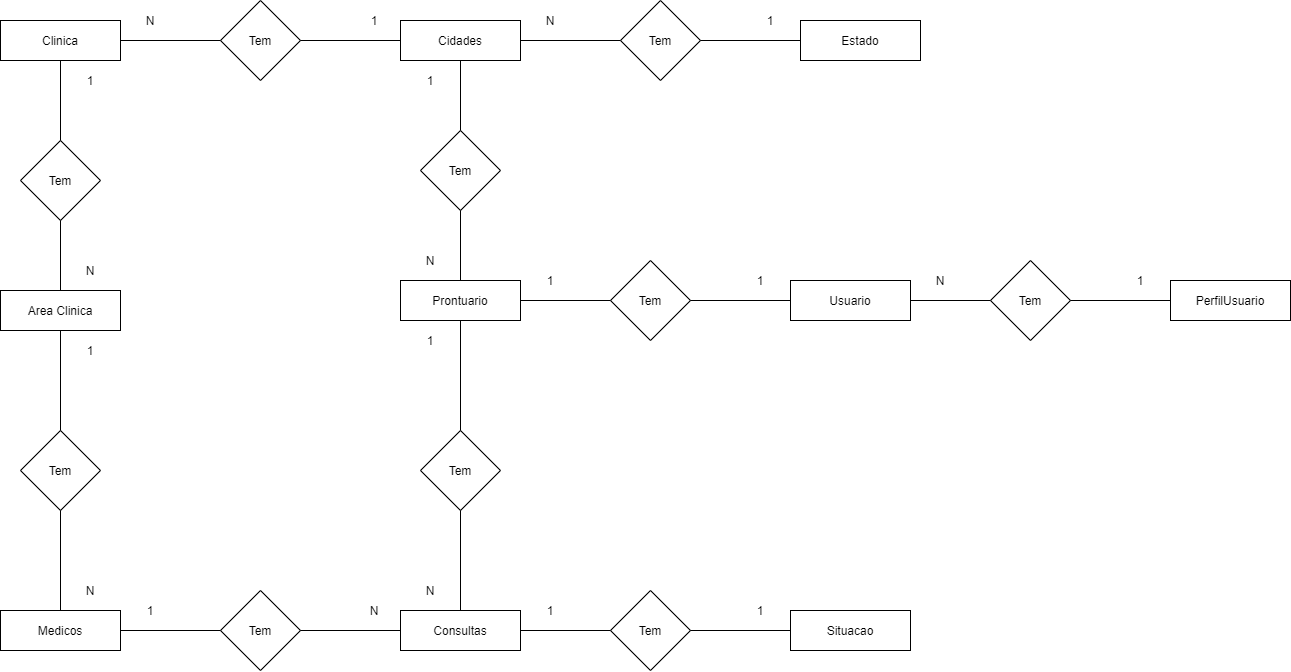 N
1
N
1
Clinica
Tem
Cidades
Tem
Estado
1
1
Tem
Tem
N
N
1
1
N
1
Area Clinica
Prontuario
Tem
Usuario
Tem
PerfilUsuario
1
1
Tem
Tem
N
N
1
N
1
1
Medicos
Tem
Consultas
Tem
Situacao